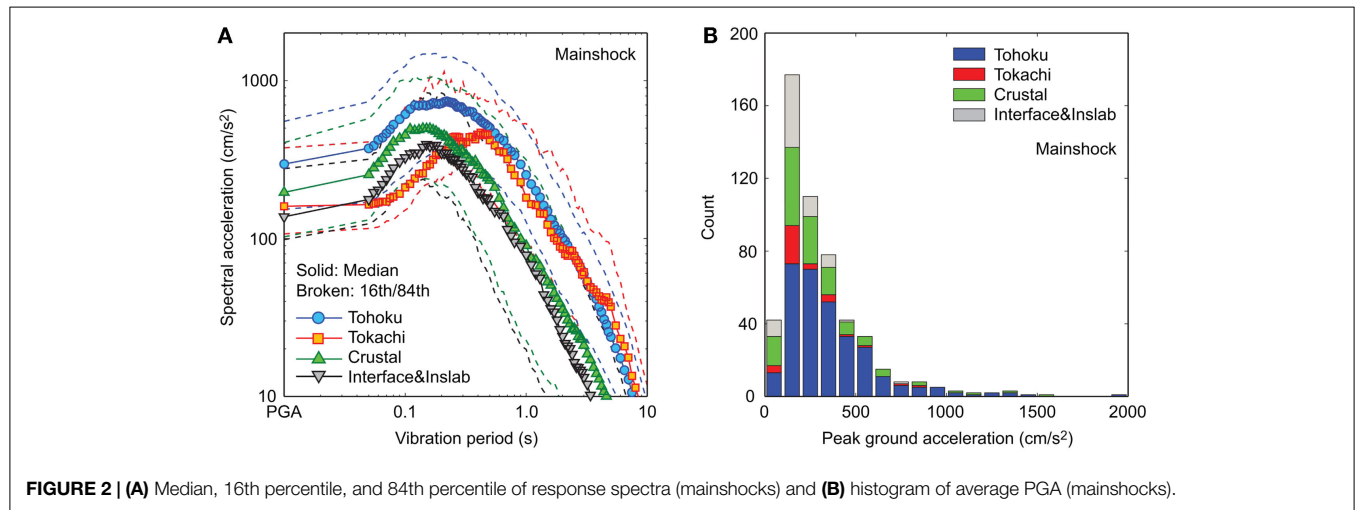 A
Mainshock
1000
100
10
Spectral acceleration (cm/s²)
Solid: Median
Broken: 16th/84th
Tohoku
Tokachi
Crustal
Interface&Inslab
PGA
0.1
1.0
10
Vibration period (s)
B
200
160
120
80
40
0
Count
Tohoku
Tokachi
Crustal
Interface&Inslab
Mainshock
0
500
1000
1500
2000
Peak ground acceleration (cm/s²)
FIGURE 2 | (A) Median, 16th percentile, and 84th percentile of response spectra (mainshocks) and (B) histogram of average PGA (mainshocks).